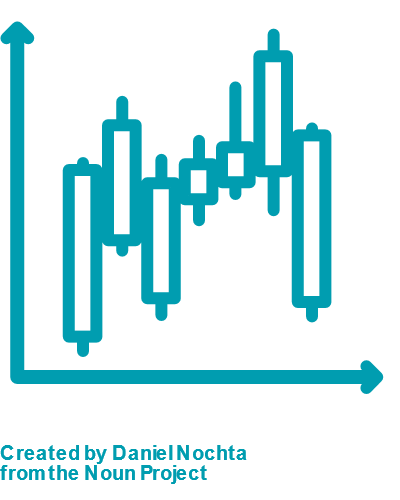 Created by Daniel Nochta
from the Noun Project